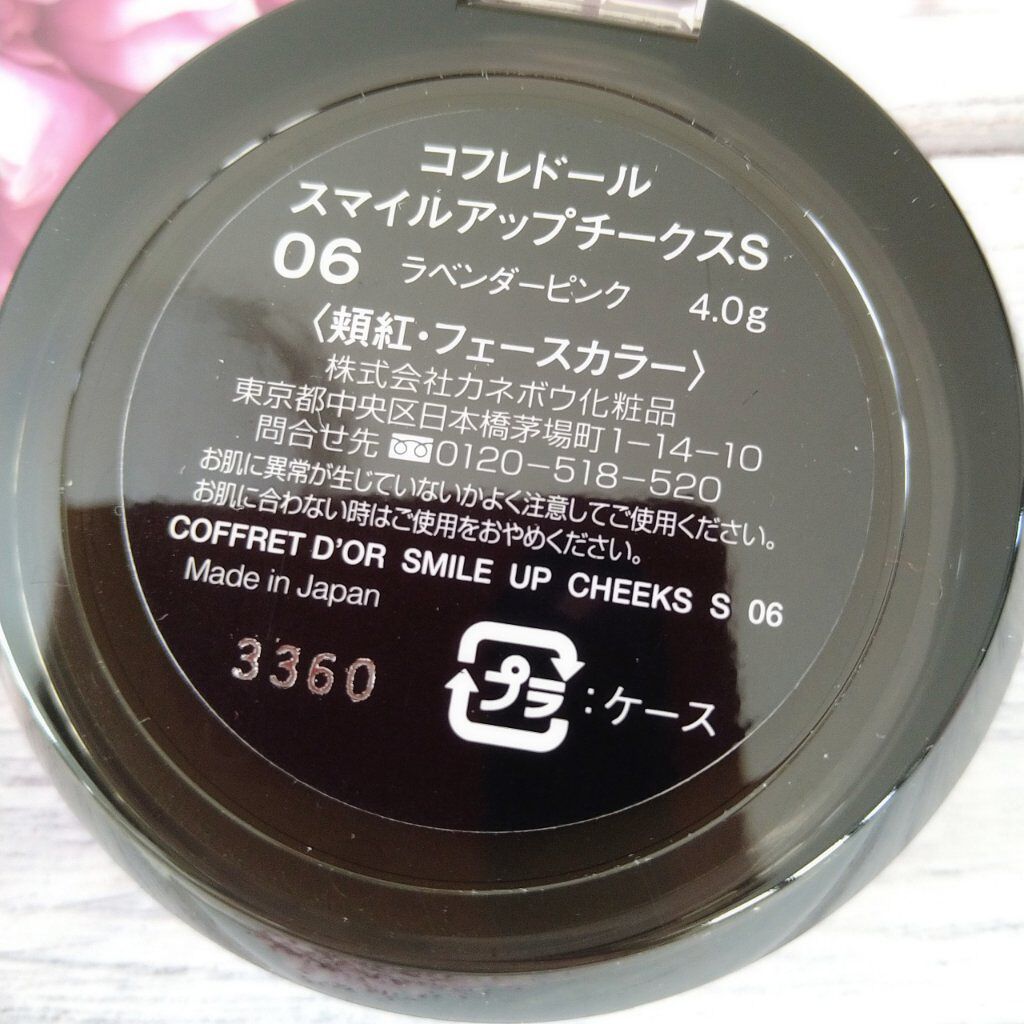 コフレドール
スマイルアップチークスS
06 ラベンダーピンク 4.0g
〈頬紅・フェースカラー〉
株式会社カネボウ化粧品
東京都中央区日本橋茅場町1-14-10
問合せ先 0120-518-520
お肌に異常が生じていないかよく注意してご使用ください。
お肌に合わない時はご使用をおやめください。
COFFRET D'OR SMILE UP CHEEKS S 06
Made in Japan
3360
プラ:ケース